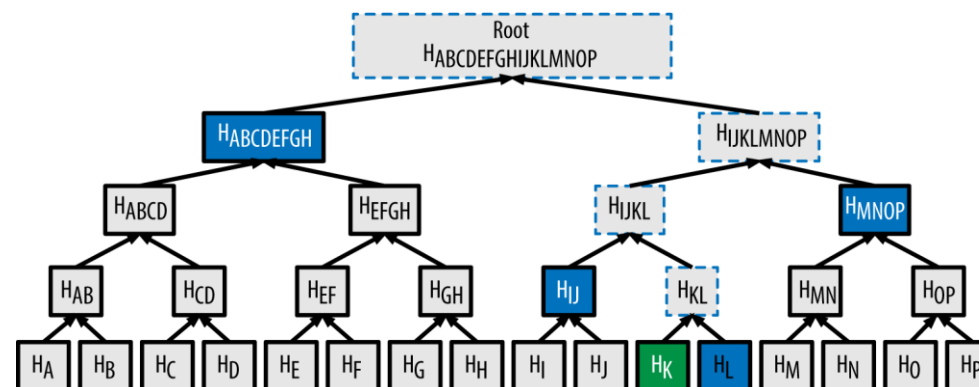 Root
HABCDEFGHIJKLMNOP
HABCDEFGH
HIJKLMNOP
HABCD
HEFGH
HIJKL
HMNOP
HAB
HCD
HEF
HGH
HIJ
HKL
HMN
HOP
HA
HB
HC
HD
HE
HF
HG
HH
HI
HJ
HK
HL
HM
HN
HO